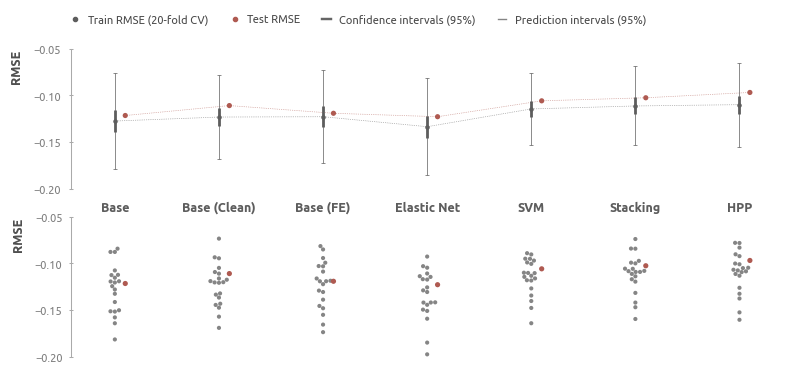 Train RMSE (20-fold CV) Test RMSE Confidence intervals (95%) Prediction intervals (95%)
RMSE
−0.05
−0.10
−0.15
−0.20
Base Base (Clean) Base (FE) Elastic Net SVM Stacking HPP
RMSE
−0.05
−0.10
−0.15
−0.20